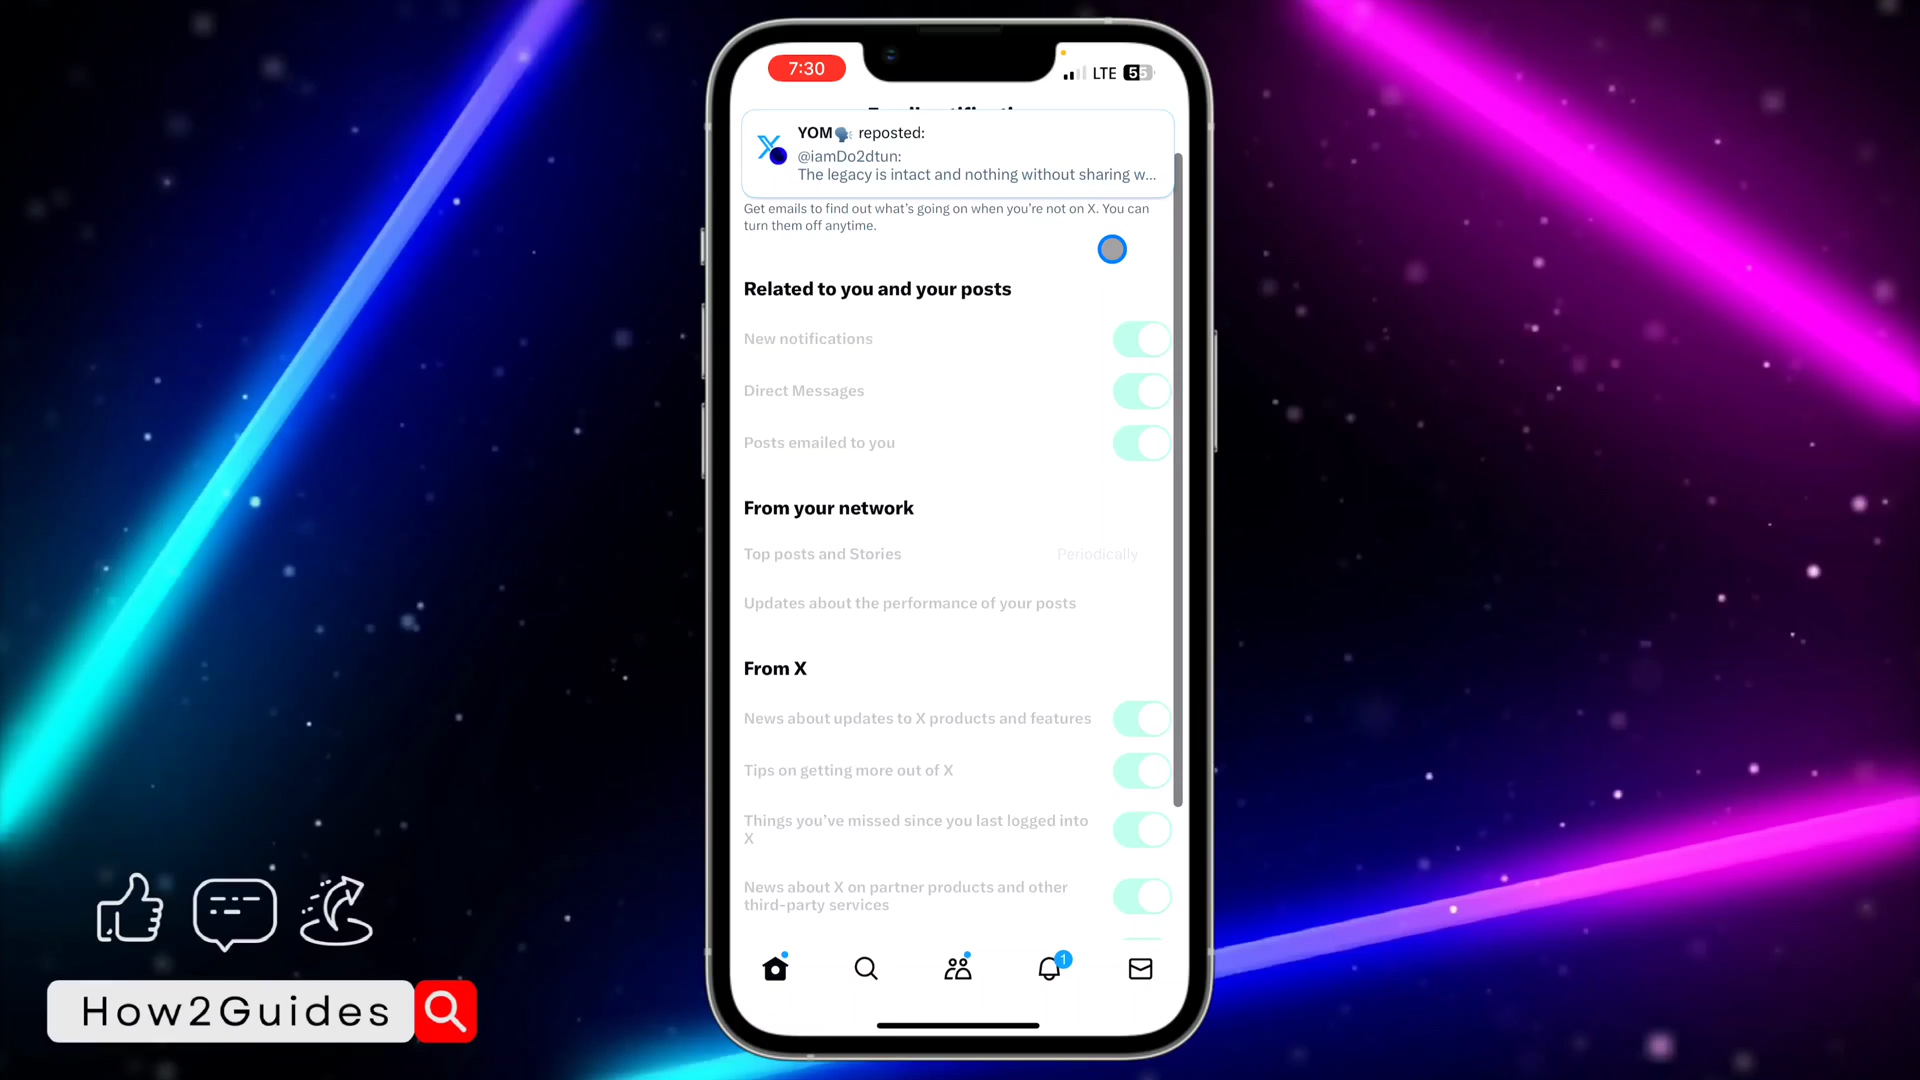 7:30
LTE 55
YOM🗣 reposted:
@iamDo2dtun:
The legacy is intact and nothing without sharing w...
Get emails to find out what's going on when you're not on X. You can
turn them off anytime.
Related to you and your posts
New notifications
Direct Messages
Posts emailed to you
From your network
Top posts and Stories Periodically
Updates about the performance of your posts
From X
News about updates to X products and features
Tips on getting more out of X
Things you've missed since you last logged into
X
News about X on partner products and other
third-party services
1
How2Guides